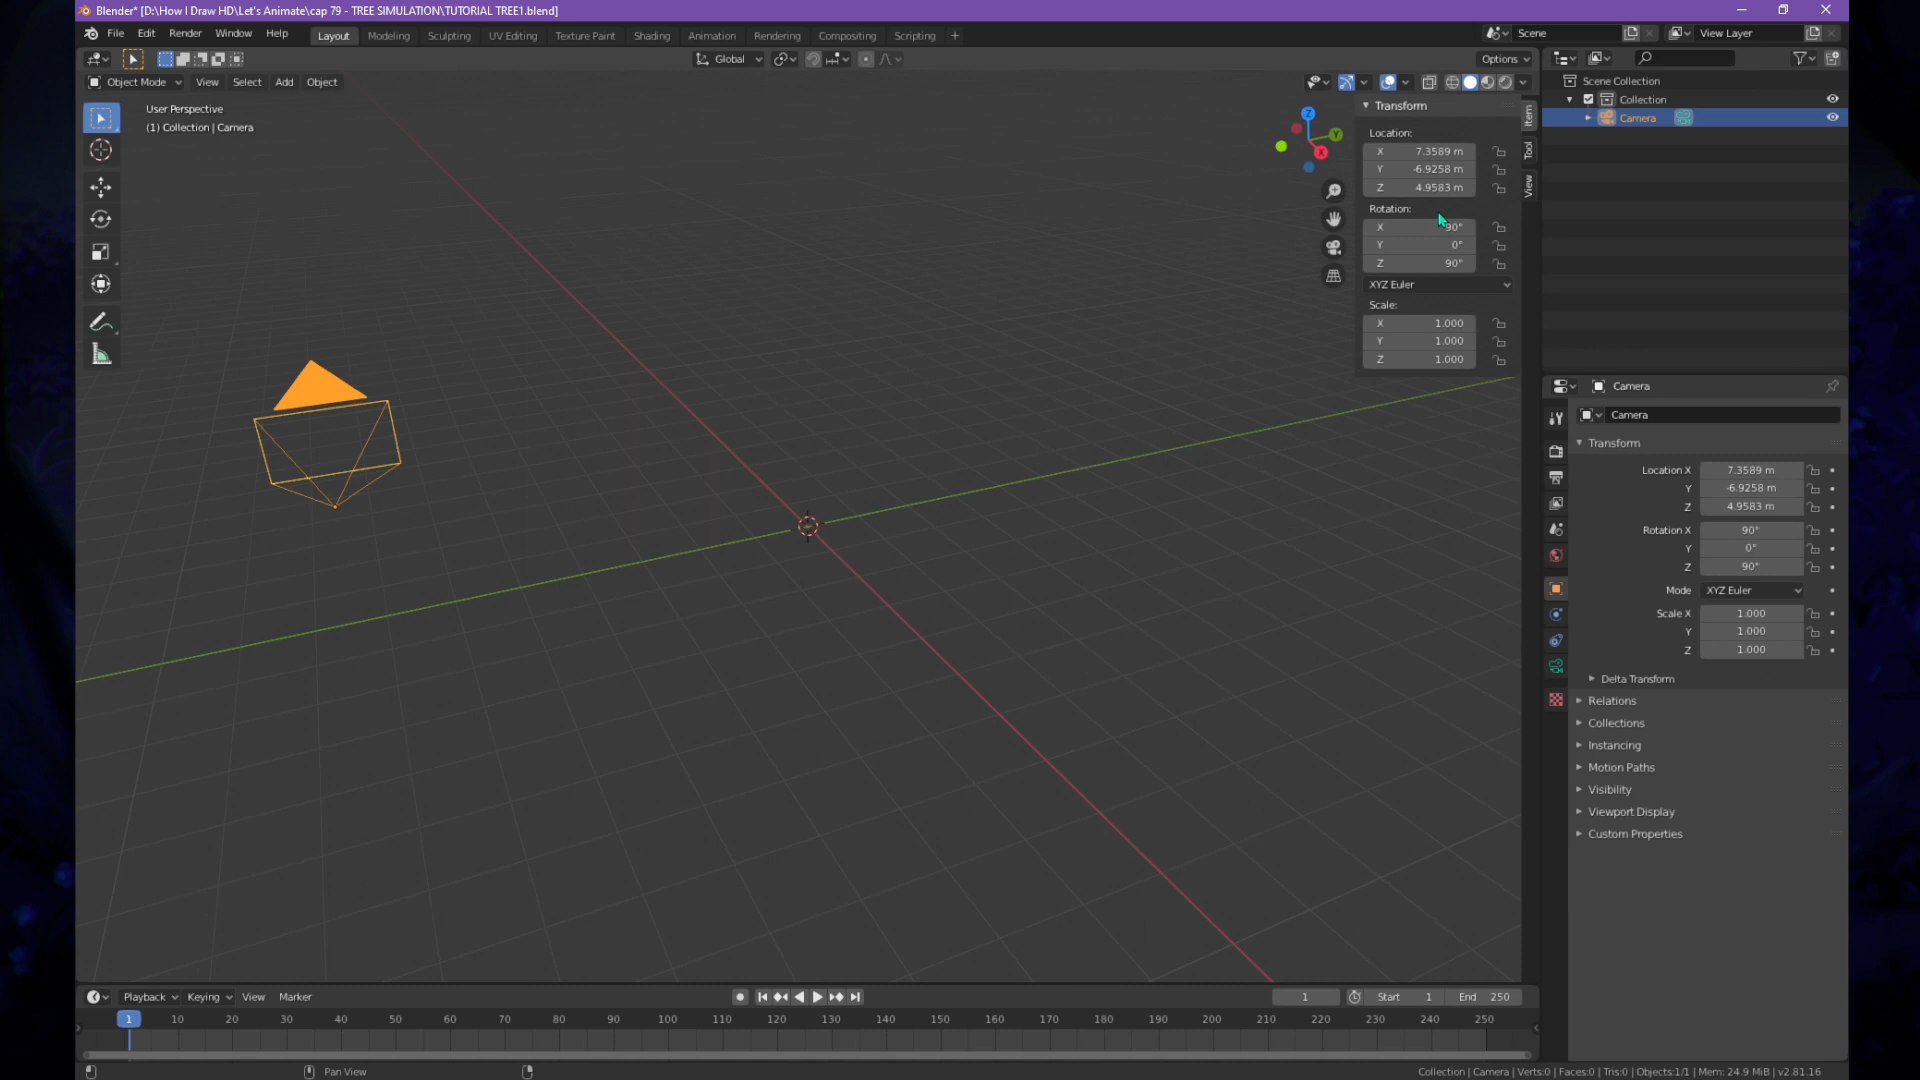 Blender* [D:\How I Draw HD\Let's Animate\cap 79 - TREE SIMULATION\TUTORIAL TREE1.blend]
File Edit Render Window Help Layout Modeling Sculpting UV Editing Texture Paint Shading Animation Rendering Compositing Scripting + Scene View Layer
Global Options
Object Mode View Select Add Object
User Perspective
(1) Collection | Camera
Z
Y
X
Transform
Location:
X 7.3589 m
Y -6.9258 m
Z 4.9583 m
Rotation:
X 90°
Y 0°
Z 90°
XYZ Euler
Scale:
X 1.000
Y 1.000
Z 1.000
Item
Tool
View
Scene Collection
Collection
Camera
Camera
Camera
Transform
Location X 7.3589 m
Y -6.9258 m
Z 4.9583 m
Rotation X 90°
Y 0°
Z 90°
Mode XYZ Euler
Scale X 1.000
Y 1.000
Z 1.000
Delta Transform
Relations
Collections
Instancing
Motion Paths
Visibility
Viewport Display
Custom Properties
Playback Keying View Marker 1 Start 1 End 250
1 10 20 30 40 50 60 70 80 90 100 110 120 130 140 150 160 170 180 190 200 210 220 230 240 250
Pan View
Collection | Camera | Verts:0 | Faces:0 | Tris:0 | Objects:1/1 | Mem: 24.9 MiB | v2.81.16